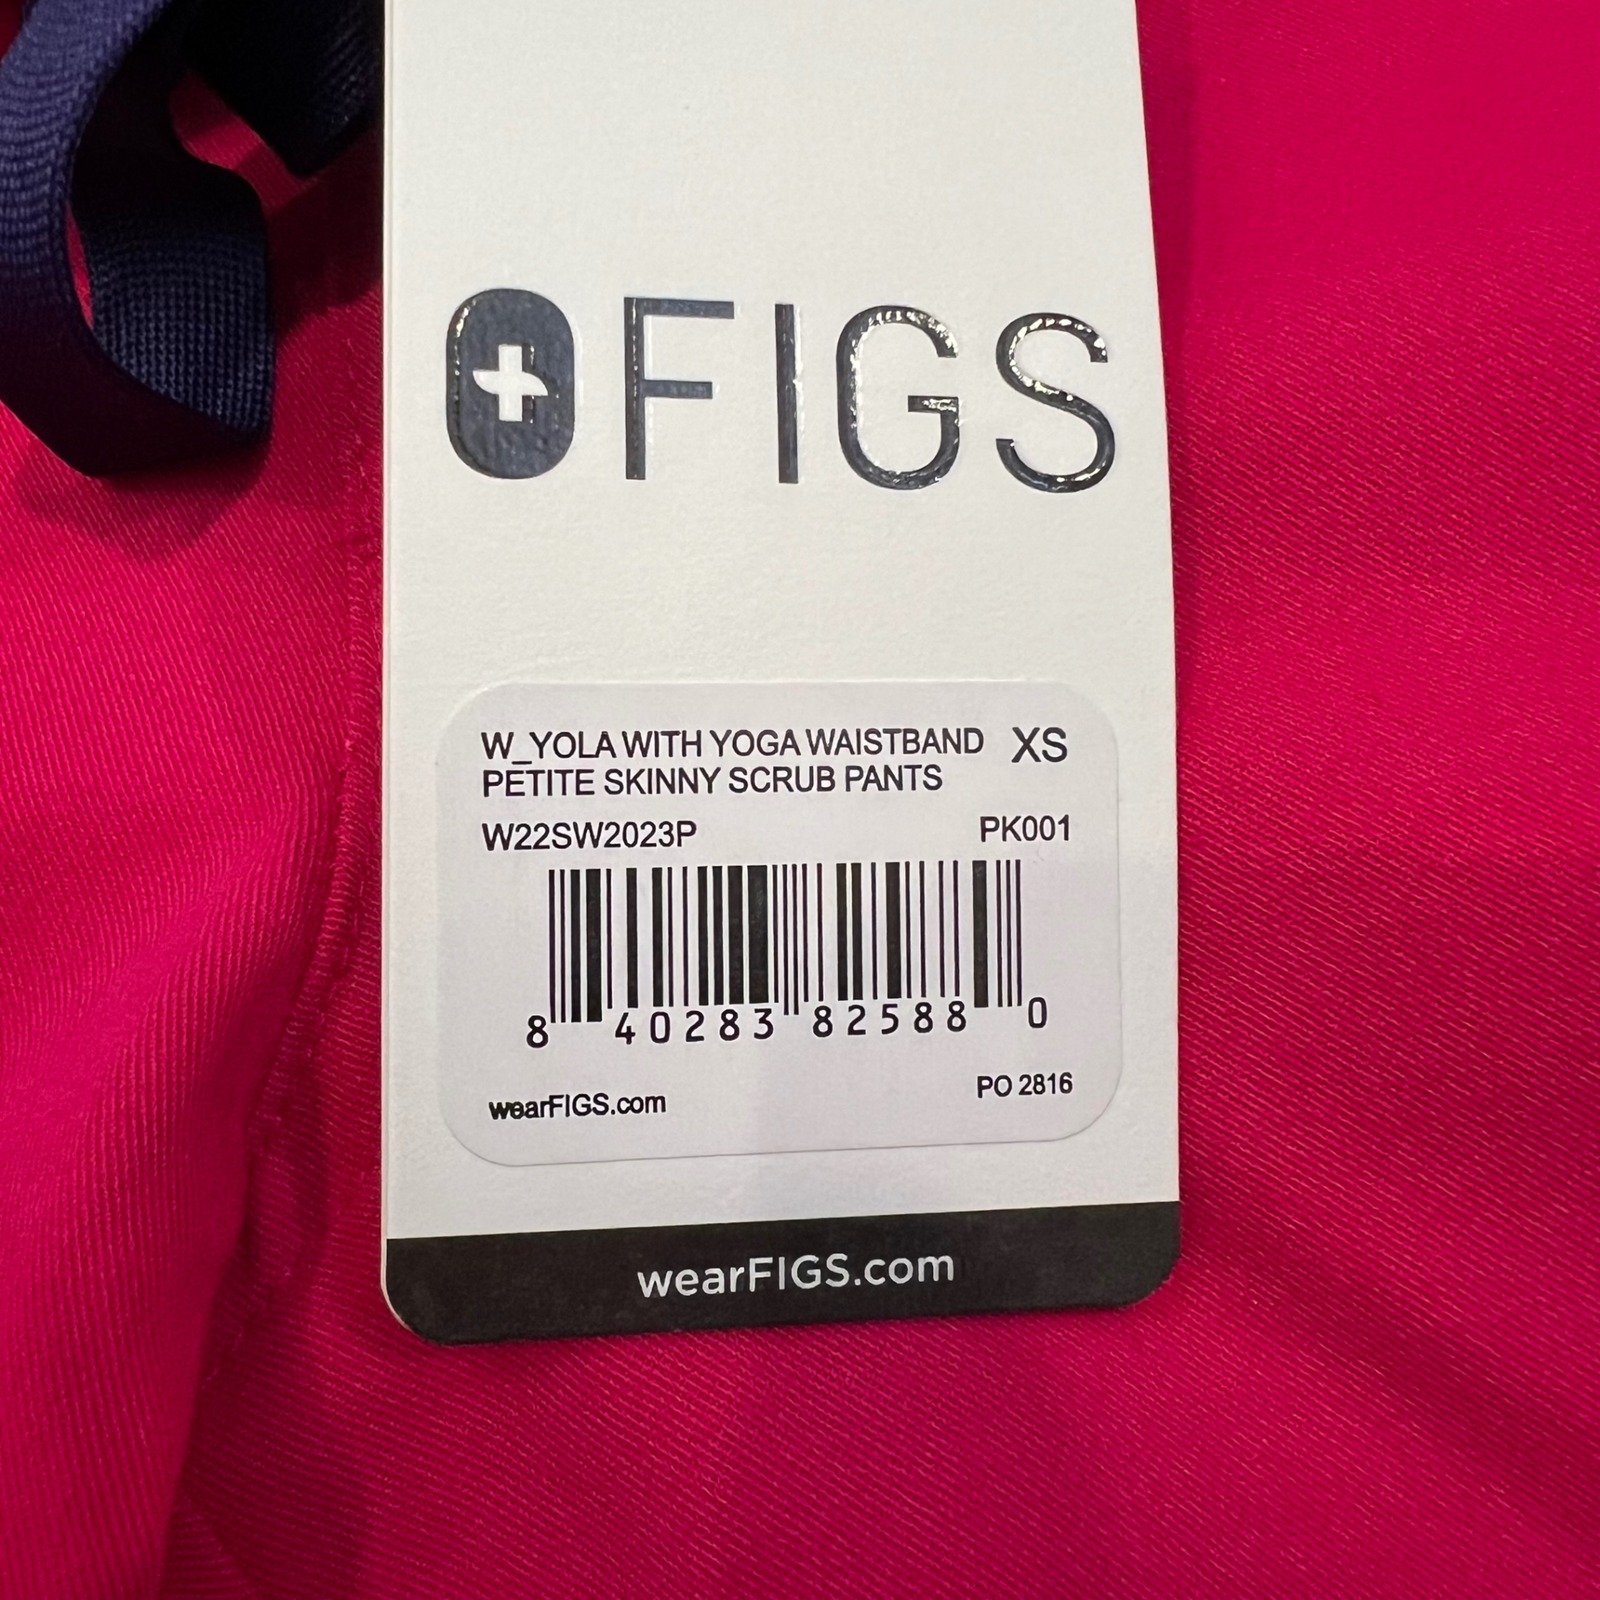 FIGS
W_YOLA WITH YOGA WAISTBAND XS
PETITE SKINNY SCRUB PANTS
W22SW2023P PK001
8 40283 82588 0
wearFIGS.com PO 2816
wearFIGS.com